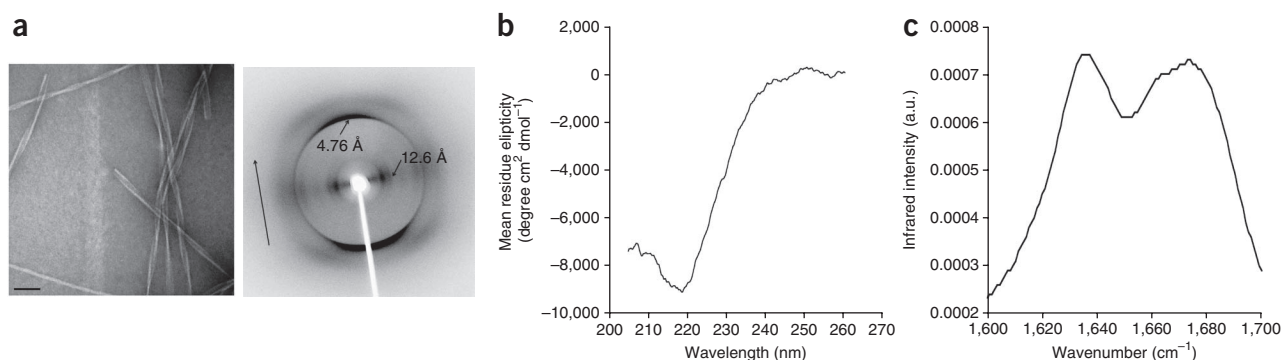 a
4.76 Å
12.6 Å
b
Mean residue elipticity
(degree cm² dmol⁻¹)
2,000
0
–2,000
–4,000
–6,000
–8,000
–10,000
200 210 220 230 240 250 260 270
Wavelength (nm)
c
Infrared intensity (a.u.)
0.0008
0.0007
0.0006
0.0005
0.0004
0.0003
0.0002
1,600 1,620 1,640 1,660 1,680 1,700
Wavenumber (cm⁻¹)